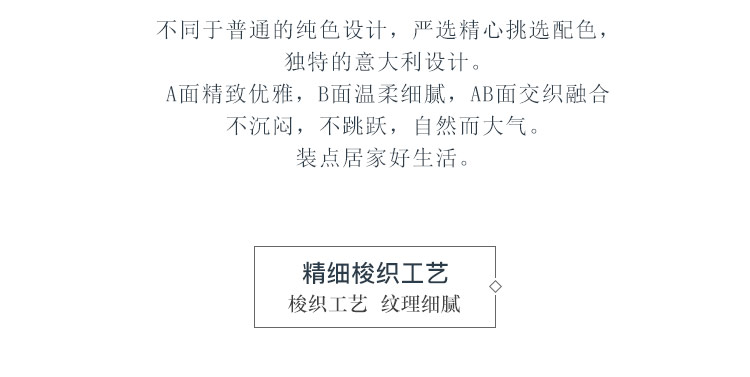 不同于普通的纯色设计，严选精心挑选配色，
独特的意大利设计。
A面精致优雅，B面温柔细腻，AB面交织融合
不沉闷，不跳跃，自然而大气。
装点居家好生活。
精细梭织工艺
梭织工艺 纹理细腻